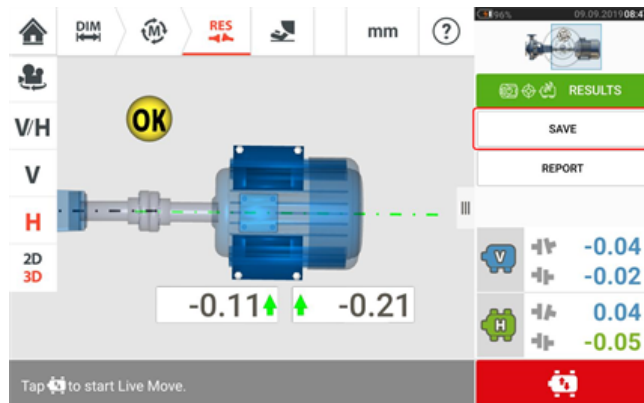 DIM
M
RES
mm
?
96%
09.09.2019 08:4
RESULTS
SAVE
REPORT
V/H
V
H
2D
3D
OK
-0.11
-0.21
V
-0.04
-0.02
H
0.04
-0.05
Tap to start Live Move.